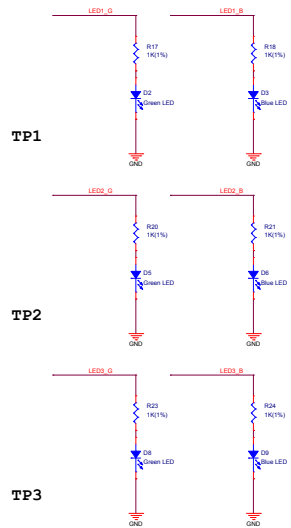 LED1_G
LED1_B
R17
1K(1%)
R18
1K(1%)
D2
Green LED
D3
Blue LED
TP1
GND
GND
LED2_G
LED2_B
R20
1K(1%)
R21
1K(1%)
D5
Green LED
D6
Blue LED
TP2
GND
GND
LED3_G
LED3_B
R23
1K(1%)
R24
1K(1%)
D8
Green LED
D9
Blue LED
TP3
GND
GND